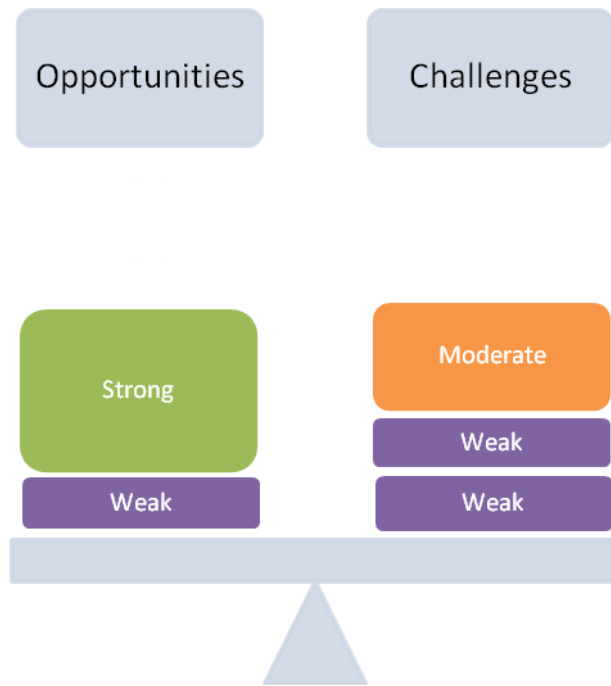 Opportunities
Challenges
Strong
Weak
Moderate
Weak
Weak